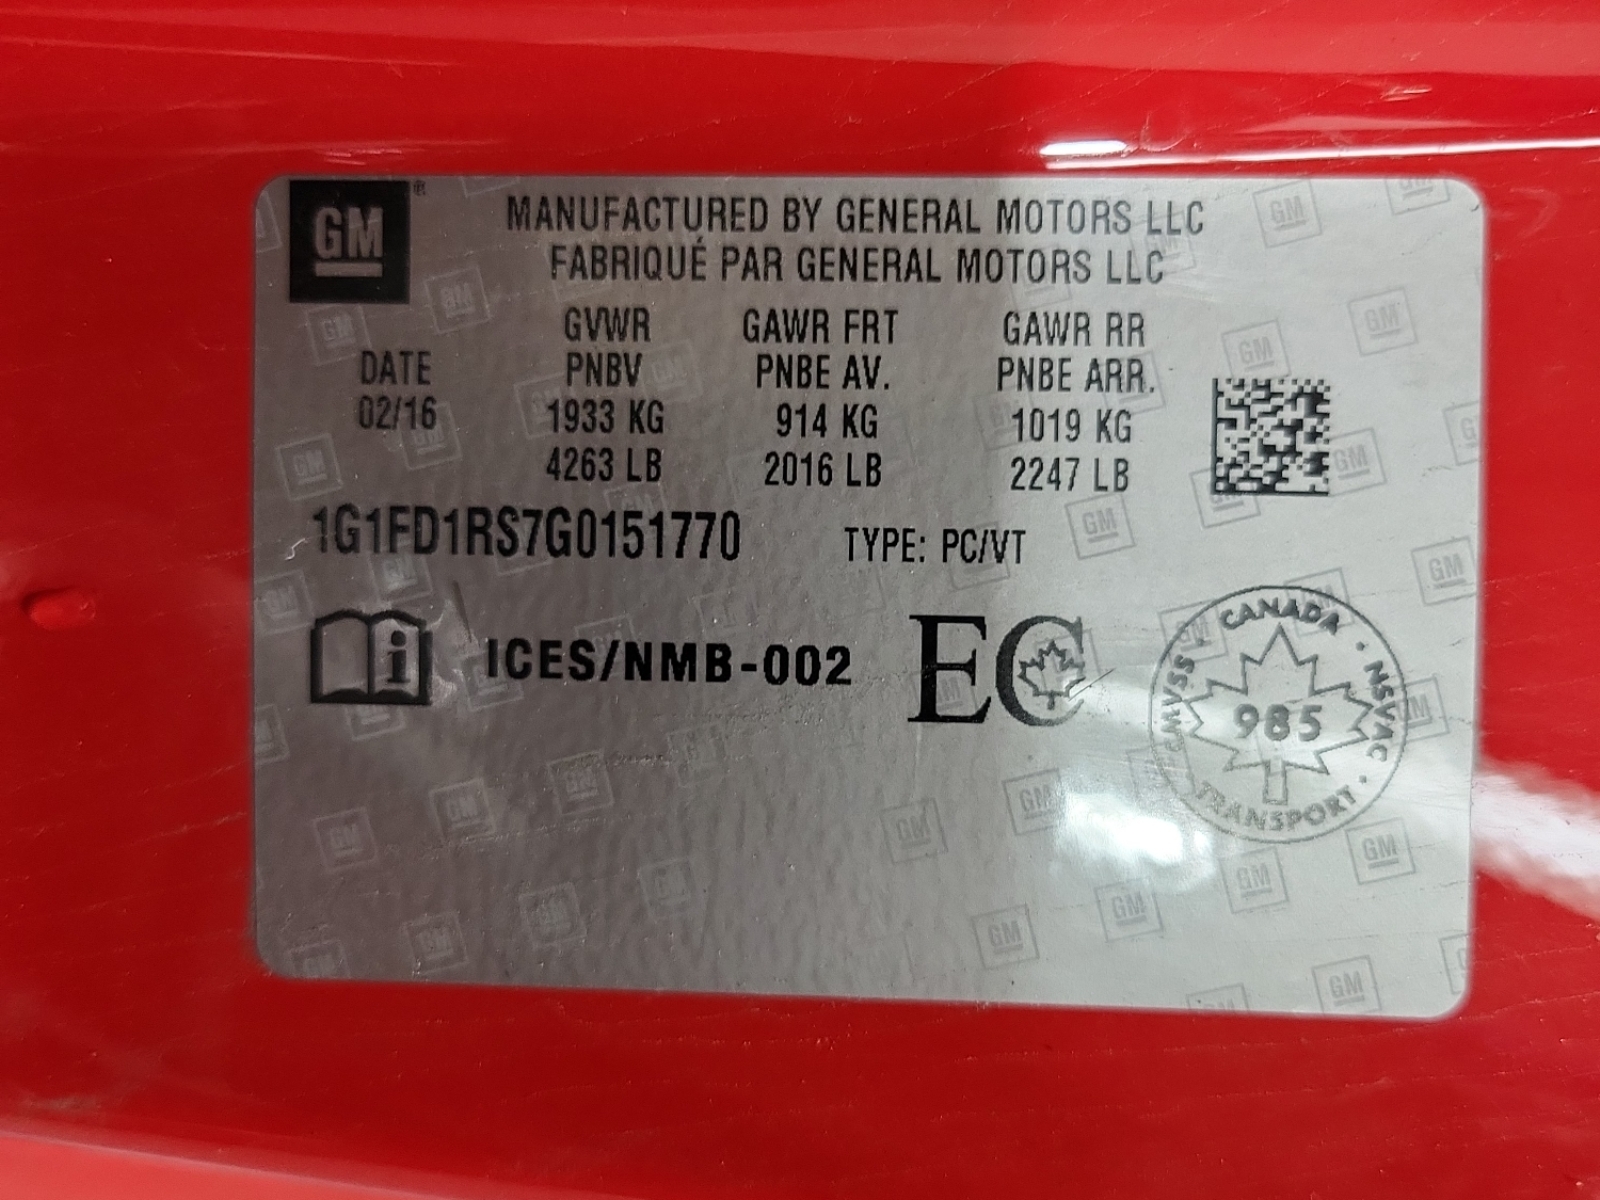 GM
MANUFACTURED BY GENERAL MOTORS LLC
FABRIQUÉ PAR GENERAL MOTORS LLC
DATE
02/16
GVWR
PNBV
1933 KG
4263 LB
GAWR FRT
PNBE AV.
914 KG
2016 LB
GAWR RR
PNBE ARR.
1019 KG
2247 LB
1G1FD1RS7G0151770
TYPE: PC/VT
i
ICES/NMB-002
EC
CANADA · NSVAC · TRANSPORT · CMVSS
985